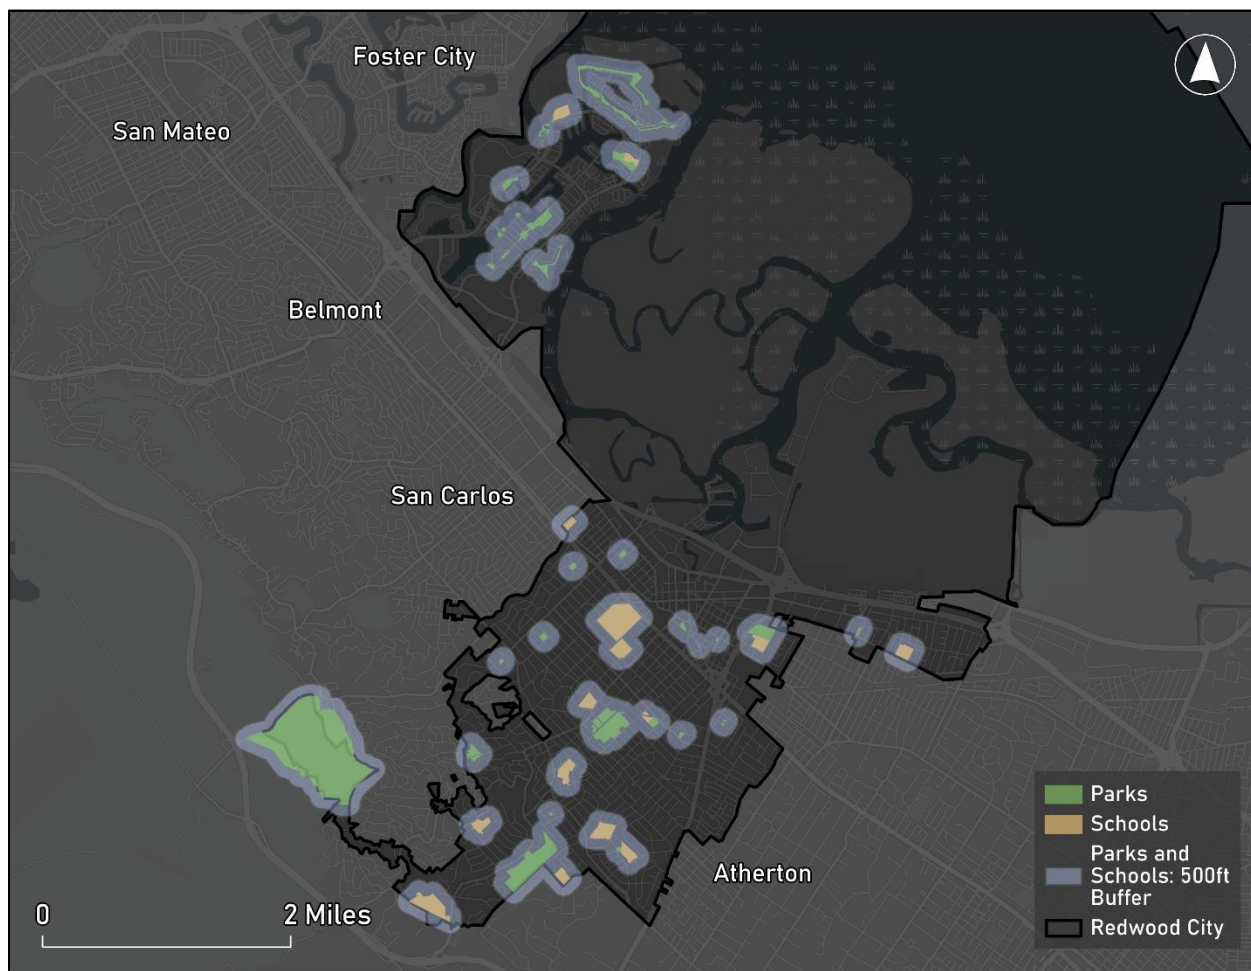 Foster City
San Mateo
Belmont
San Carlos
Atherton
0 2 Miles
Parks
Schools
Parks and
Schools: 500ft
Buffer
Redwood City